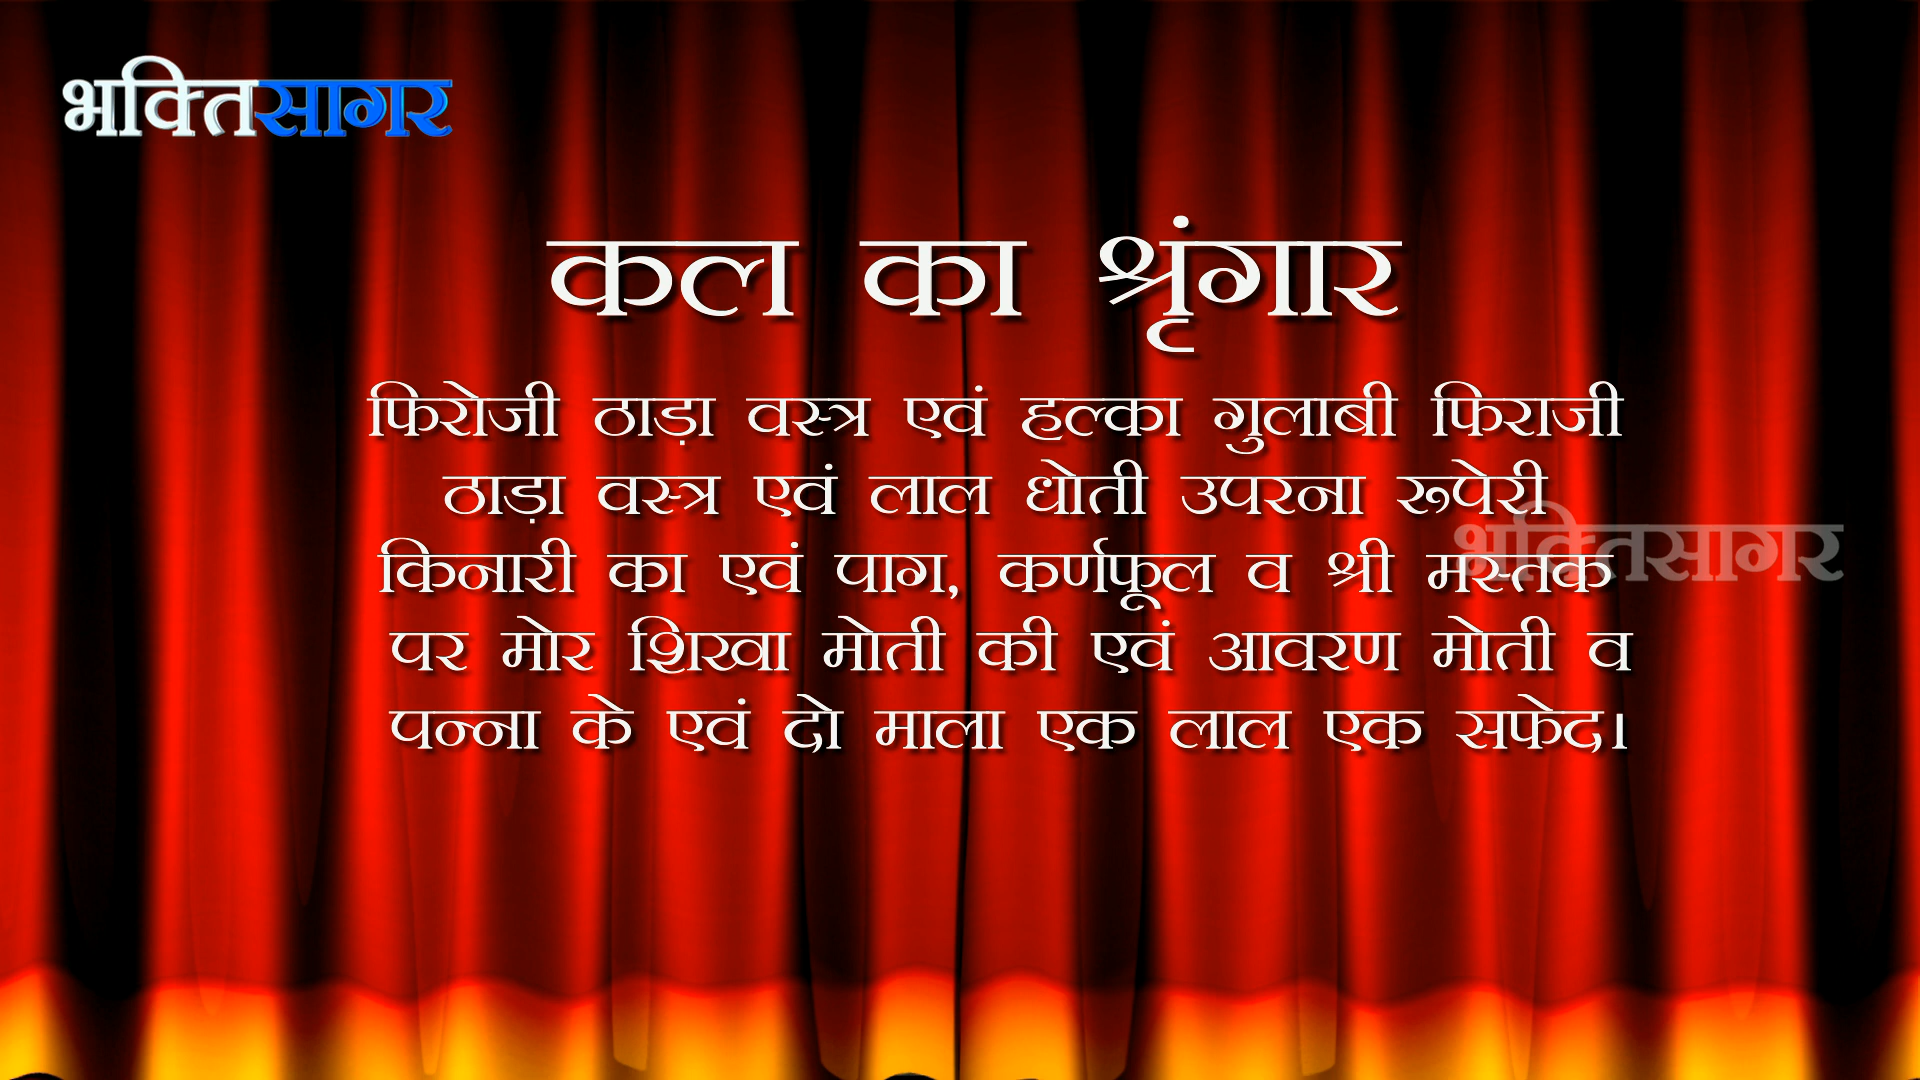 भक्तिसागर
कल का श्रृंगार
फिरोजी ठाड़ा वस्त्र एवं हल्का गुलाबी फिराजी
ठाड़ा वस्त्र एवं लाल धोती उपरना रूपेरी
किनारी का एवं पाग, कर्णफूल व श्री मस्तक
पर मोर शिखा मोती की एवं आवरण मोती व
पन्ना के एवं दो माला एक लाल एक सफेद।
भक्तिसागर